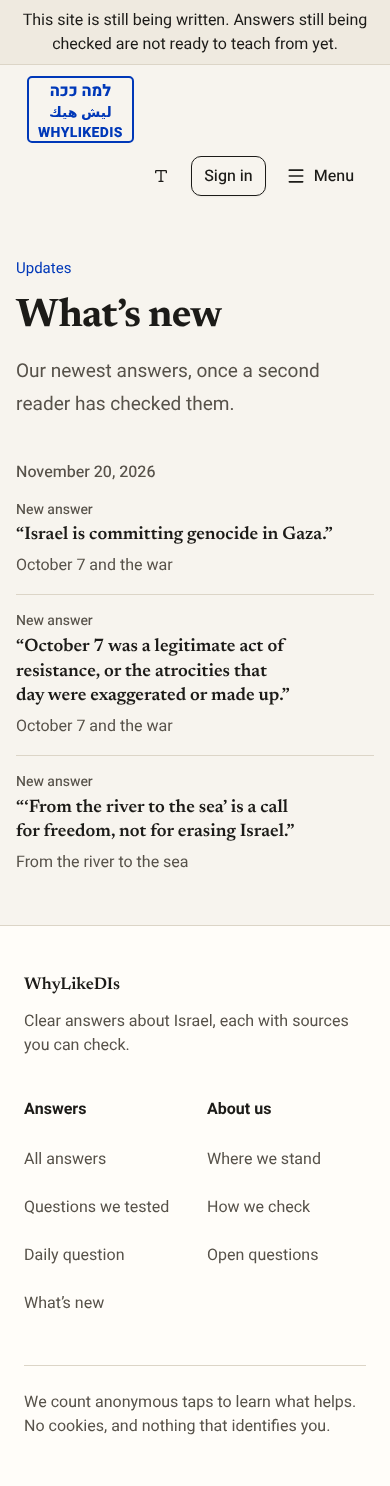 This site is still being written. Answers still being
checked are not ready to teach from yet.
למה ככה
ليش هيك
WHYLIKEDIS
T
Sign in
Menu
Updates
What’s new
Our newest answers, once a second
reader has checked them.
November 20, 2026
New answer
“Israel is committing genocide in Gaza.”
October 7 and the war
New answer
“October 7 was a legitimate act of
resistance, or the atrocities that
day were exaggerated or made up.”
October 7 and the war
New answer
“‘From the river to the sea’ is a call
for freedom, not for erasing Israel.”
From the river to the sea
WhyLikeDIs
Clear answers about Israel, each with sources
you can check.
Answers
About us
All answers
Where we stand
Questions we tested
How we check
Daily question
Open questions
What’s new
We count anonymous taps to learn what helps.
No cookies, and nothing that identifies you.